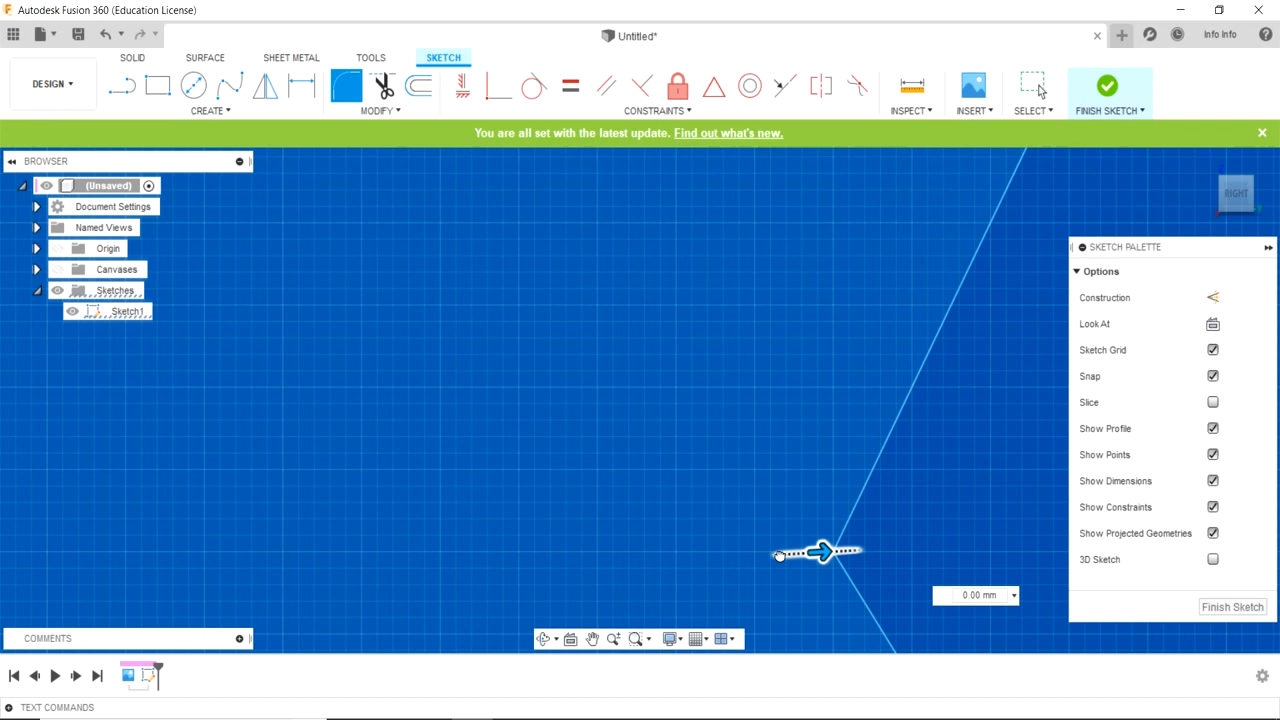 Autodesk Fusion 360 (Education License)
Untitled*
Info Info
DESIGN
SOLID
SURFACE
SHEET METAL
TOOLS
SKETCH
CREATE
MODIFY
CONSTRAINTS
INSPECT
INSERT
SELECT
FINISH SKETCH
You are all set with the latest update. Find out what's new.
BROWSER
(Unsaved)
Document Settings
Named Views
Origin
Canvases
Sketches
Sketch1
RIGHT
SKETCH PALETTE
Options
Construction
Look At
Sketch Grid
Snap
Slice
Show Profile
Show Points
Show Dimensions
Show Constraints
Show Projected Geometries
3D Sketch
Finish Sketch
0.00 mm
COMMENTS
TEXT COMMANDS